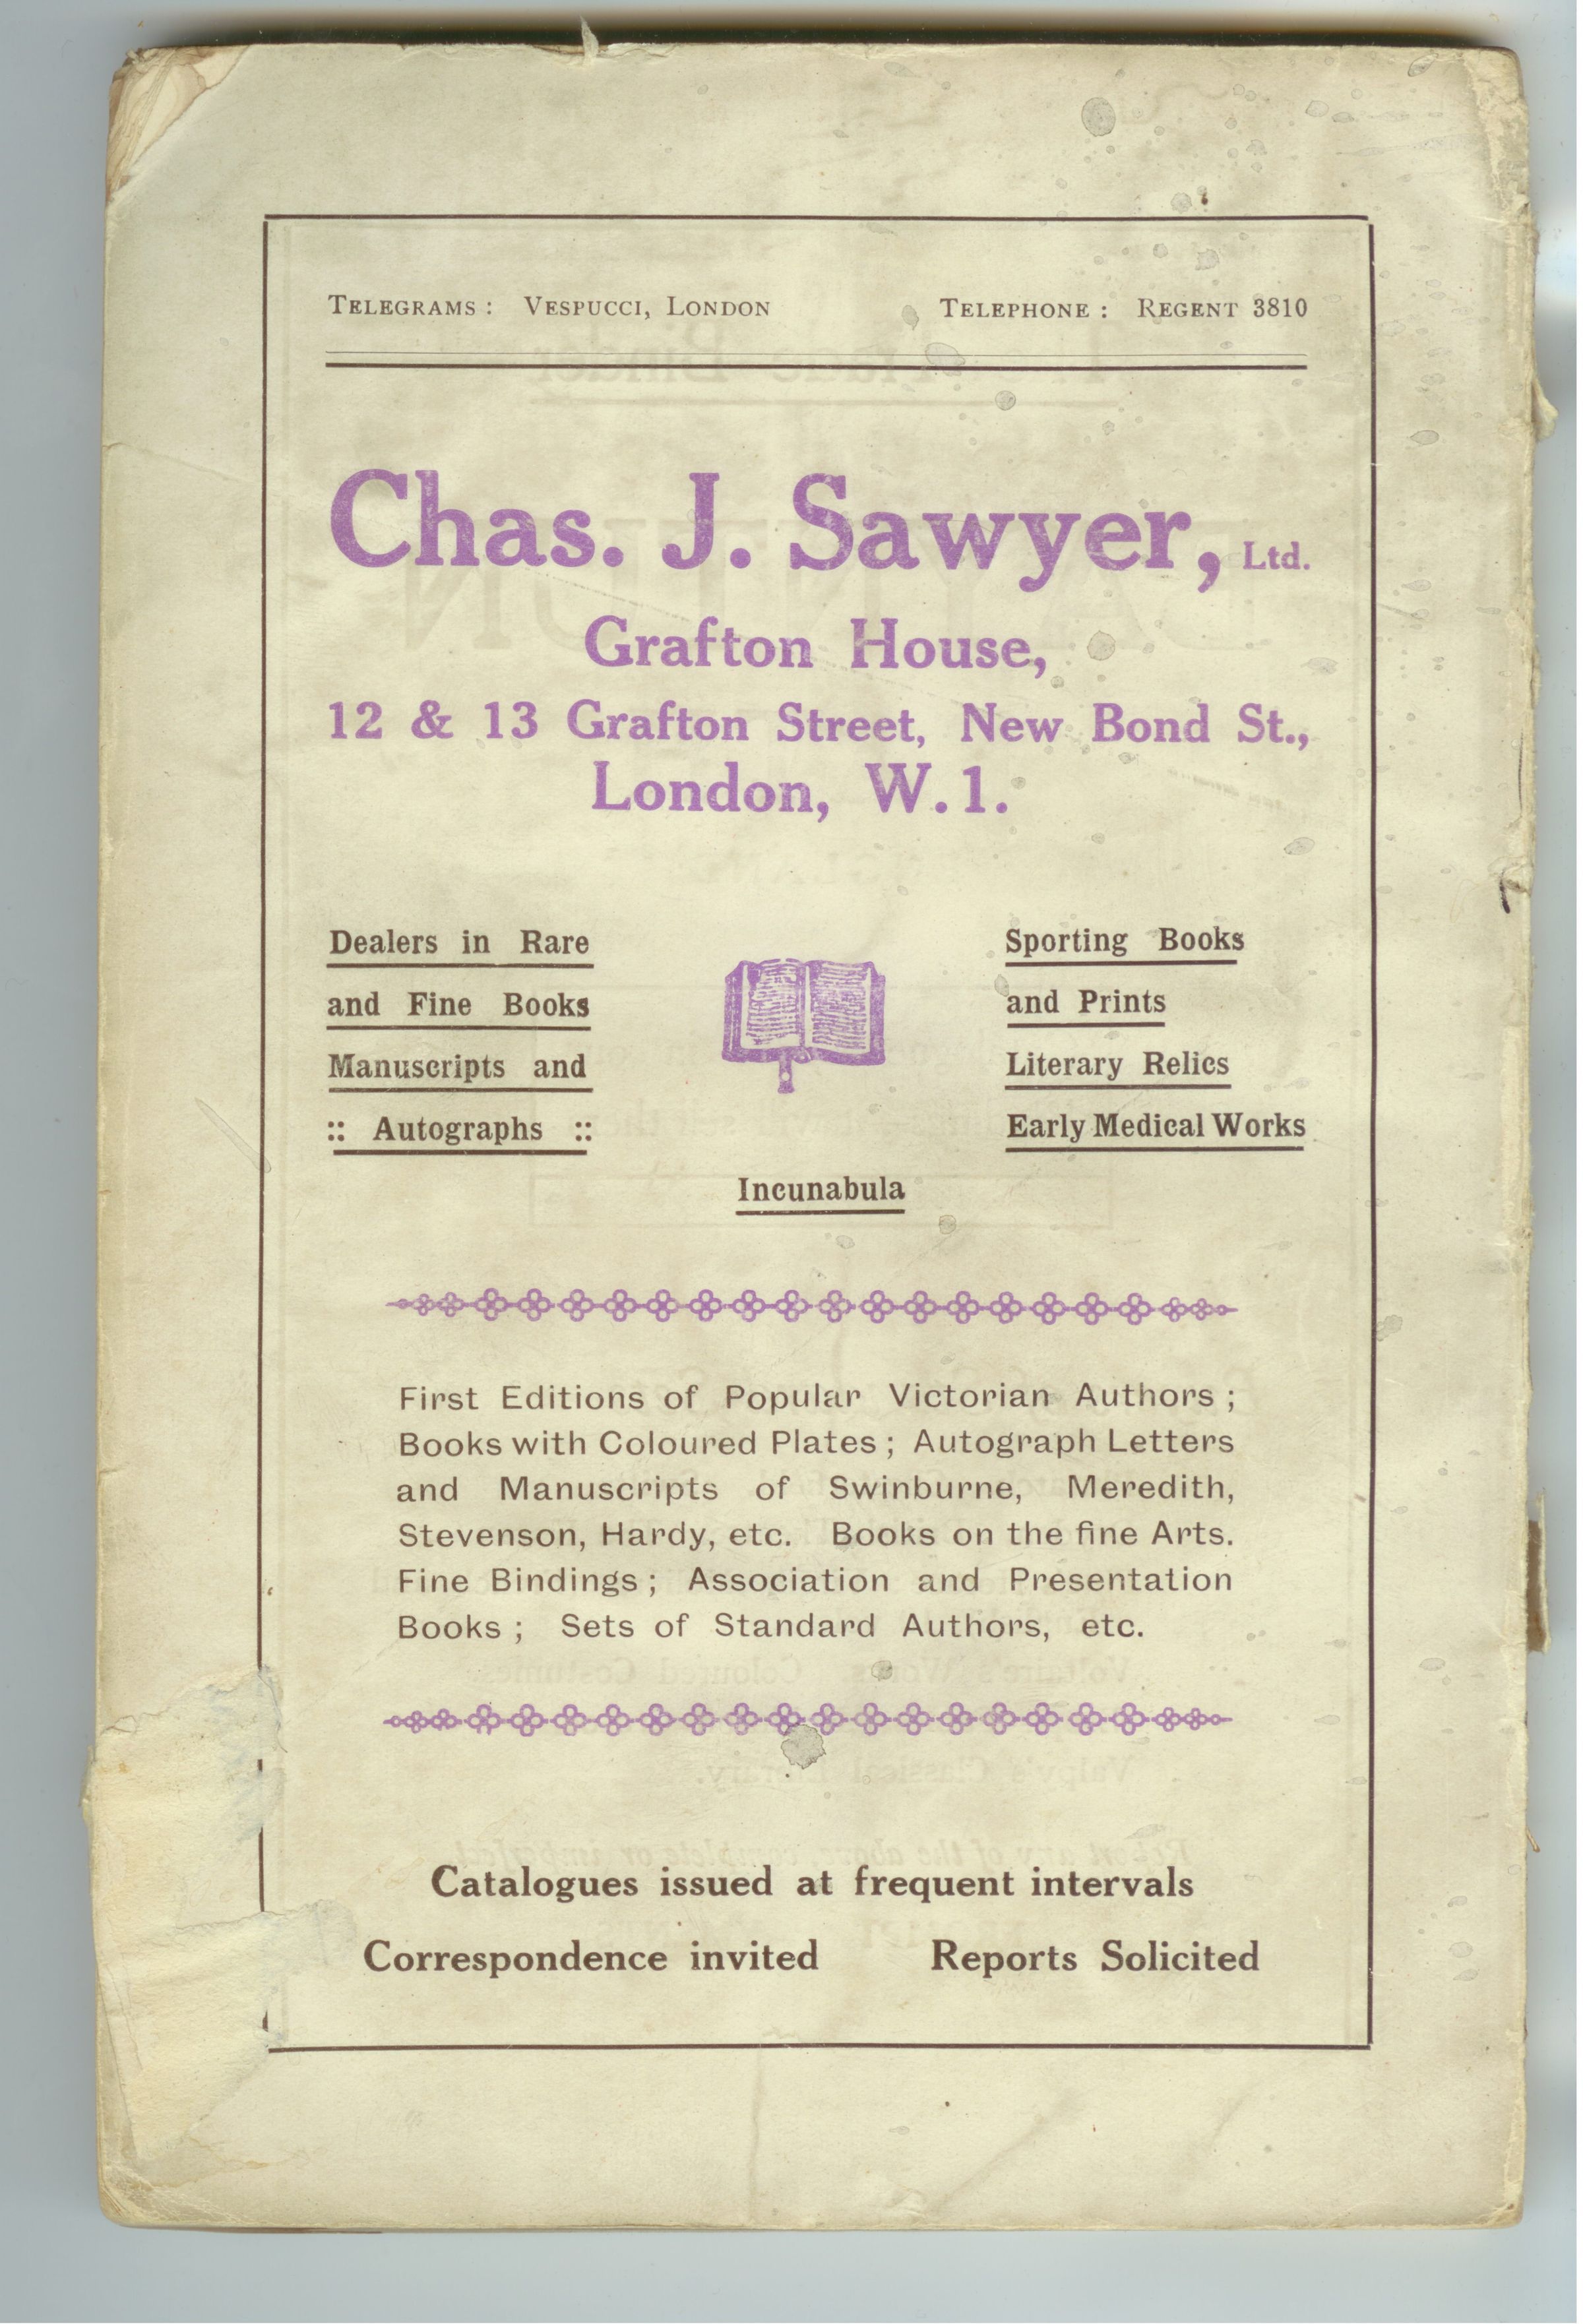 TELEGRAMS : VESPUCCI, LONDON TELEPHONE : REGENT 3810
Chas. J. Sawyer, Ltd.
Grafton House,
12 & 13 Grafton Street, New Bond St.,
London, W.1.
Dealers in Rare
and Fine Books
Manuscripts and
:: Autographs ::
Sporting Books
and Prints
Literary Relics
Early Medical Works
Incunabula
First Editions of Popular Victorian Authors ;
Books with Coloured Plates ; Autograph Letters
and Manuscripts of Swinburne, Meredith,
Stevenson, Hardy, etc. Books on the fine Arts.
Fine Bindings ; Association and Presentation
Books ; Sets of Standard Authors, etc.
Catalogues issued at frequent intervals
Correspondence invited Reports Solicited